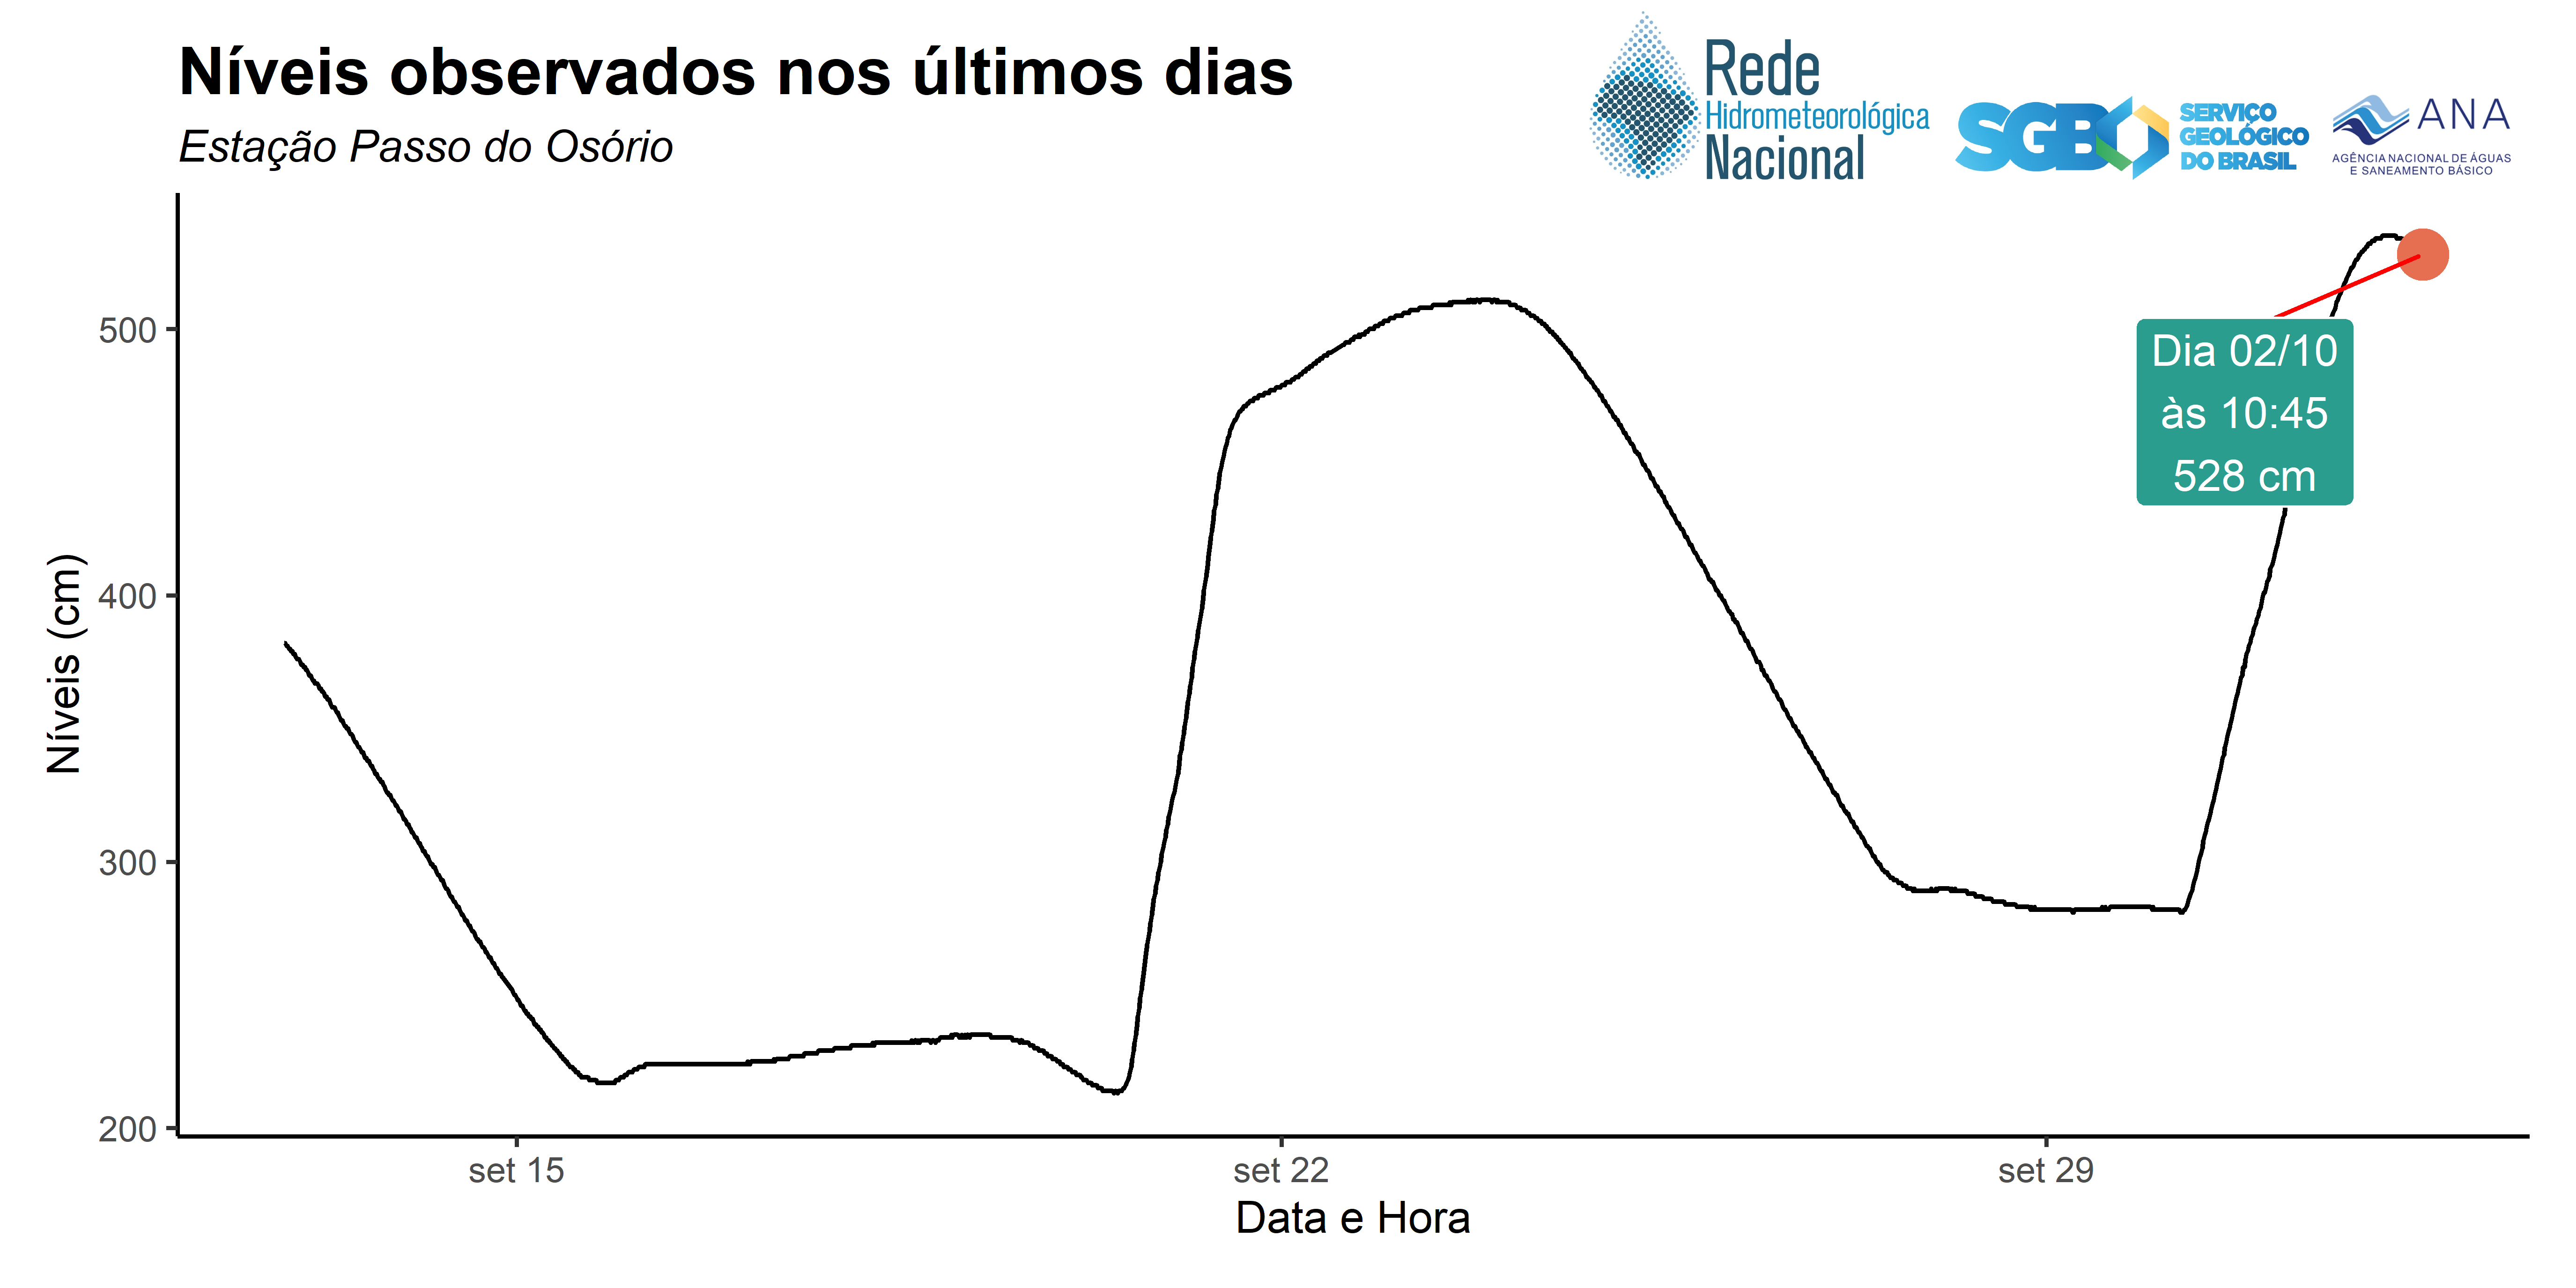 Níveis observados nos últimos dias
Estação Passo do Osório
Rede
Hidrometeorológica
Nacional
SGB
SERVIÇO
GEOLÓGICO
DO BRASIL
ANA
AGÊNCIA NACIONAL DE ÁGUAS
E SANEAMENTO BÁSICO
Níveis (cm)
500
400
300
200
Dia 02/10
às 10:45
528 cm
set 15
set 22
set 29
Data e Hora